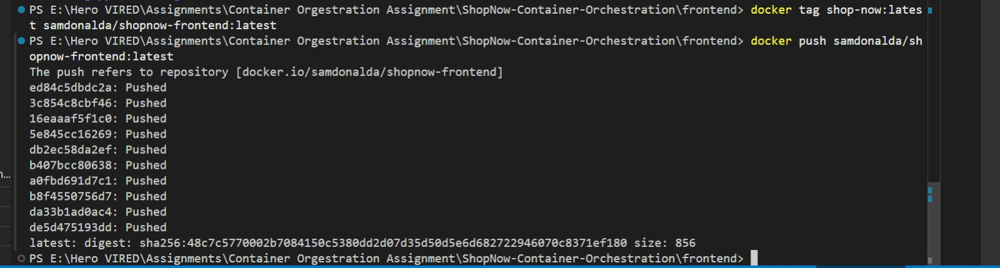 PS E:\Hero VIRED\Assignments\Container Orgestration Assignment\ShopNow-Container-Orchestration\frontend> docker tag shop-now:lates
t samdonalda/shopnow-frontend:latest
PS E:\Hero VIRED\Assignments\Container Orgestration Assignment\ShopNow-Container-Orchestration\frontend> docker push samdonalda/sh
opnow-frontend:latest
The push refers to repository [docker.io/samdonalda/shopnow-frontend]
ed84c5dbdc2a: Pushed
3c854c8cbf46: Pushed
16eaaaf5f1c0: Pushed
5e845cc16269: Pushed
db2ec58da2ef: Pushed
b407bcc80638: Pushed
a0fbd691d7c1: Pushed
b8f4550756d7: Pushed
da33b1ad0ac4: Pushed
de5d475193dd: Pushed
latest: digest: sha256:48c7c5770002b7084150c5380dd2d07d35d50d5e6d682722946070c8371ef180 size: 856
PS E:\Hero VIRED\Assignments\Container Orgestration Assignment\ShopNow-Container-Orchestration\frontend>